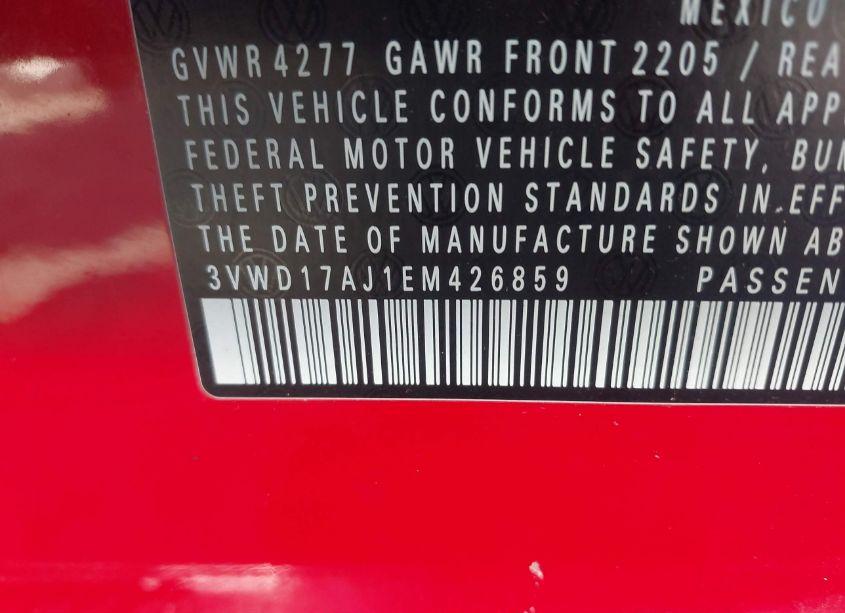 MEXICO
GVWR 4277 GAWR FRONT 2205 / REA
THIS VEHICLE CONFORMS TO ALL APP
FEDERAL MOTOR VEHICLE SAFETY, BUM
THEFT PREVENTION STANDARDS IN EFF
THE DATE OF MANUFACTURE SHOWN AB
3VWD17AJ1EM426859 PASSEN